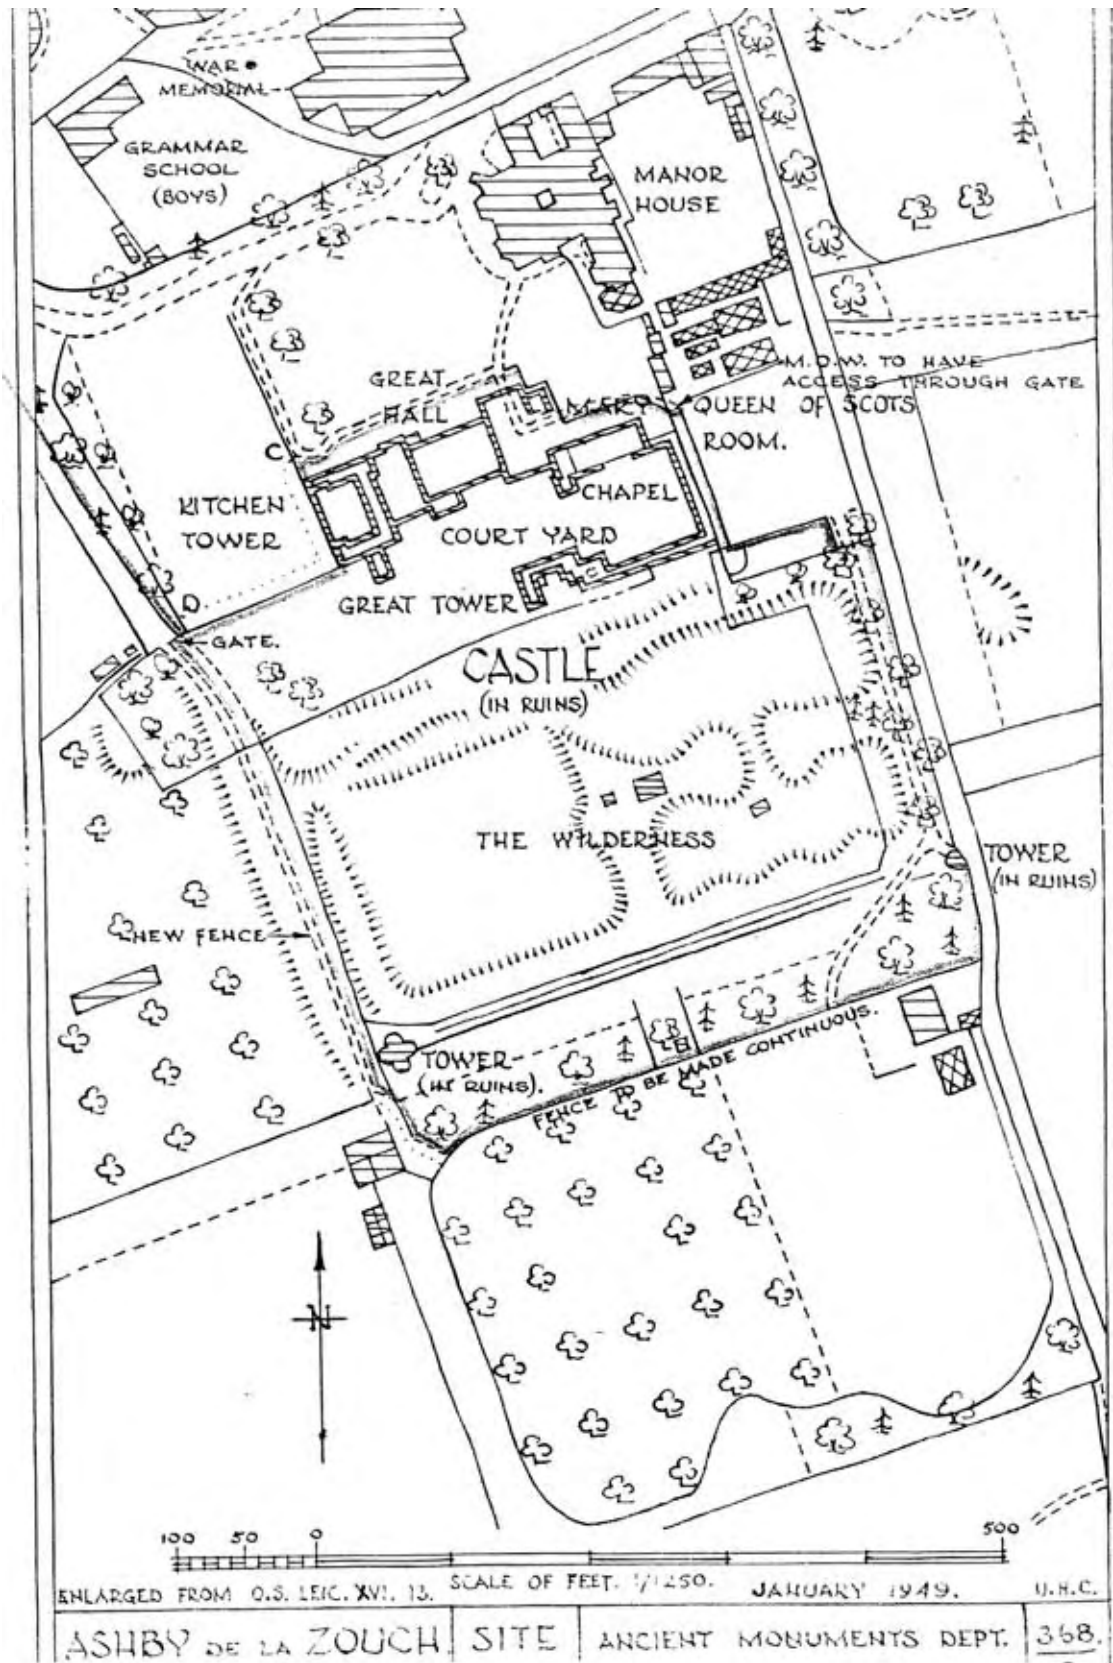 WAR
MEMORIAL
GRAMMAR
SCHOOL
(BOYS)
MANOR
HOUSE
M.O.W. TO HAVE
ACCESS THROUGH GATE
GREAT
HALL
MARY QUEEN OF SCOTS
ROOM.
C
KITCHEN
TOWER
CHAPEL
COURT YARD
D
GREAT TOWER
GATE.
CASTLE
(IN RUINS)
THE WILDERNESS
TOWER
(IN RUINS)
NEW FENCE
TOWER
(IN RUINS).
FENCE TO BE MADE CONTINUOUS.
N
100 50 0 500
ENLARGED FROM O.S. LEIC. XVI. 13. SCALE OF FEET. 1/1250. JANUARY 1949. U.H.C.
ASHBY DE LA ZOUCH SITE ANCIENT MONUMENTS DEPT. 368.